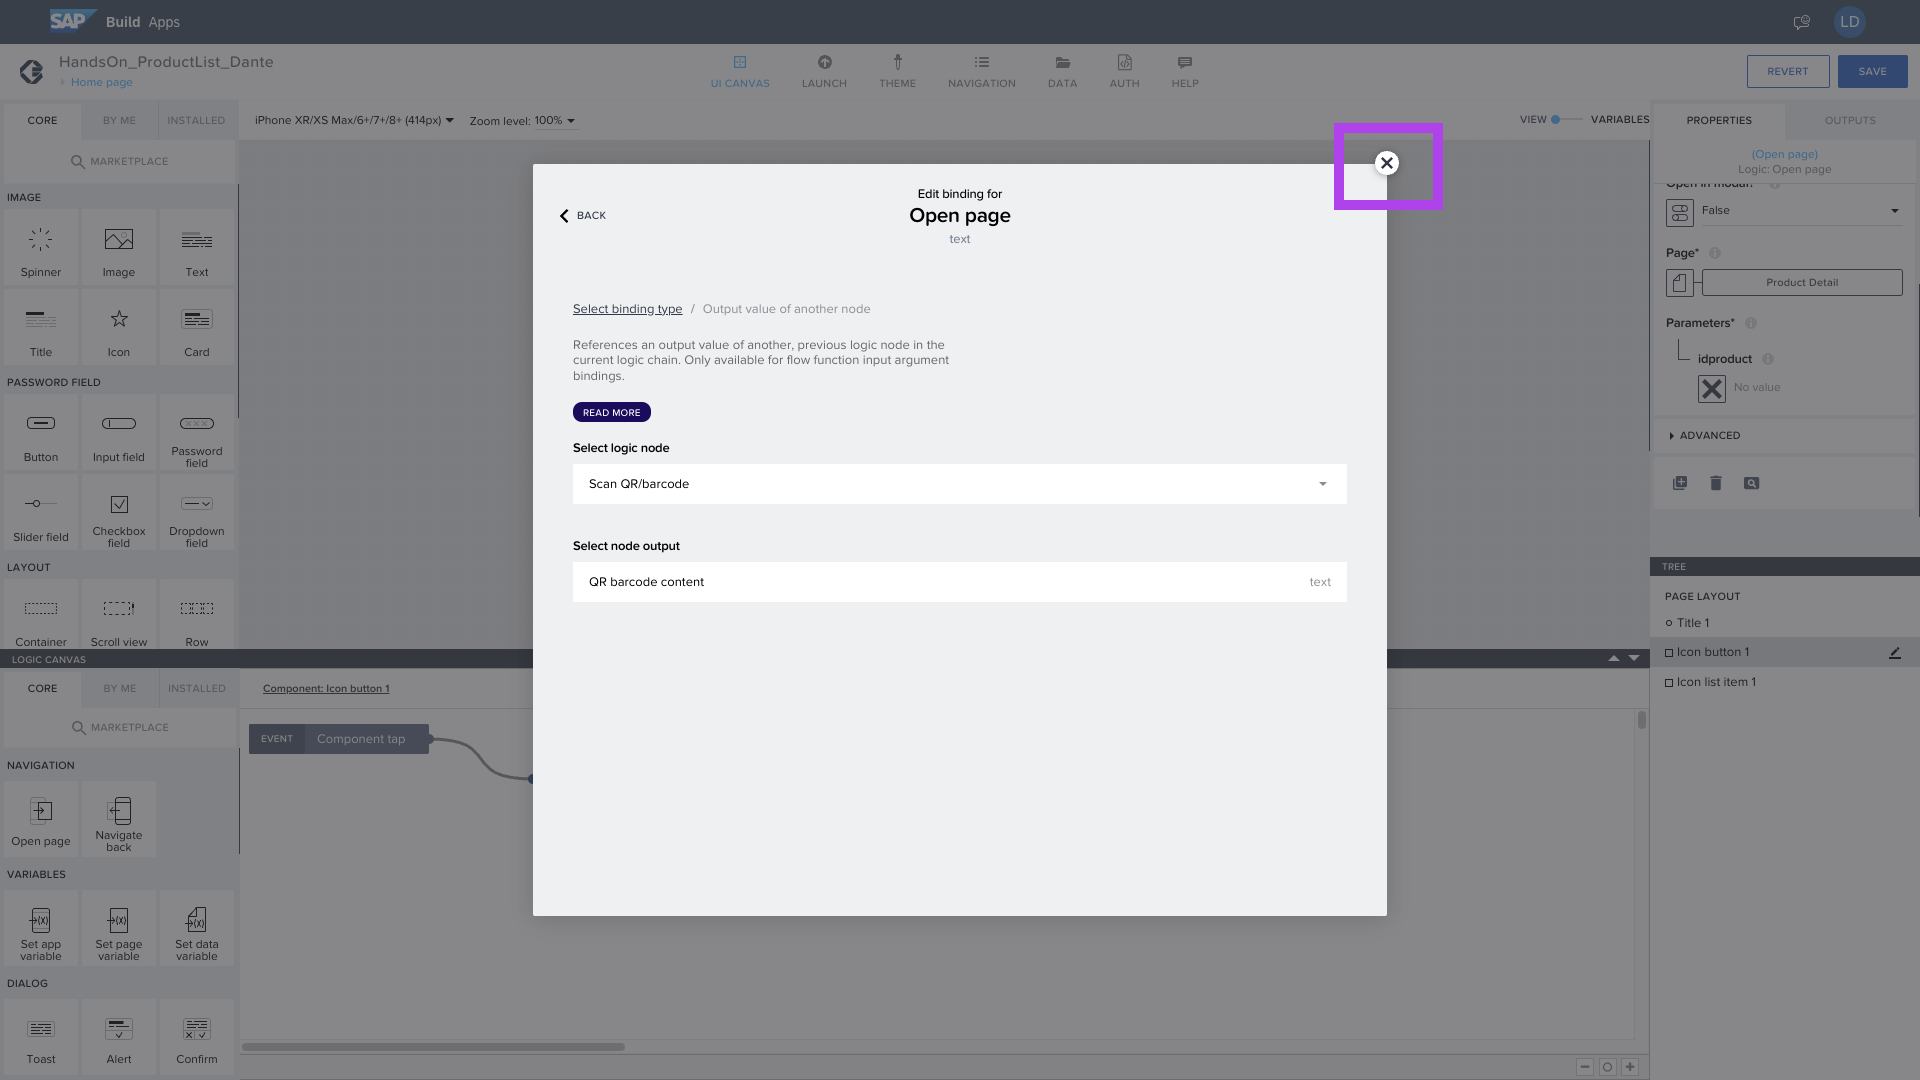 SAP Build Apps
LD
HandsOn_ProductList_Dante
Home page
UI CANVAS
LAUNCH
THEME
NAVIGATION
DATA
AUTH
HELP
REVERT
SAVE
CORE
BY ME
INSTALLED
MARKETPLACE
iPhone XR/XS Max/6+/7+/8+ (414px)
Zoom level: 100%
VIEW
VARIABLES
PROPERTIES
OUTPUTS
(Open page)
Logic: Open page
Open in modal?
False
Page*
Product Detail
Parameters*
idproduct
No value
ADVANCED
IMAGE
Spinner
Image
Text
Title
Icon
Card
PASSWORD FIELD
Button
Input field
Password
field
Slider field
Checkbox
field
Dropdown
field
LAYOUT
Container
Scroll view
Row
Edit binding for
BACK
Open page
text
Select binding type / Output value of another node
References an output value of another, previous logic node in the
current logic chain. Only available for flow function input argument
bindings.
READ MORE
Select logic node
Scan QR/barcode
Select node output
QR barcode content
text
TREE
PAGE LAYOUT
Title 1
Icon button 1
Icon list item 1
LOGIC CANVAS
CORE
BY ME
INSTALLED
MARKETPLACE
Component: Icon button 1
EVENT
Component tap
NAVIGATION
Open page
Navigate
back
VARIABLES
Set app
variable
Set page
variable
Set data
variable
DIALOG
Toast
Alert
Confirm